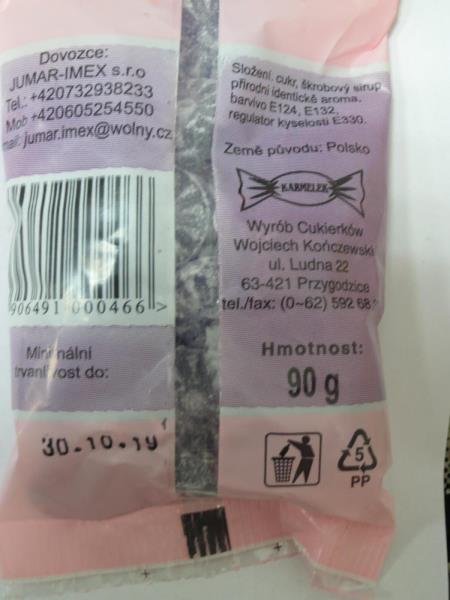 Dovozce:
JUMAR-IMEX s.r.o
Tel.: +420732938233
Mob +420605254550
mail: jumar.imex@wolny.cz
906491 000466 >
Minimální
trvanlivost do:
30.10.19
Složení: cukr, škrobový sirup
přírodní identické aroma.
barvivo E124, E132,
regulator kyselosti E330.
Země původu: Polsko
KARMELEK
Wyrób Cukierków
Wojciech Kończewski
ul. Ludna 22
63-421 Przygodzice
tel./fax: (0~62) 592 68
Hmotnost:
90 g
5
PP